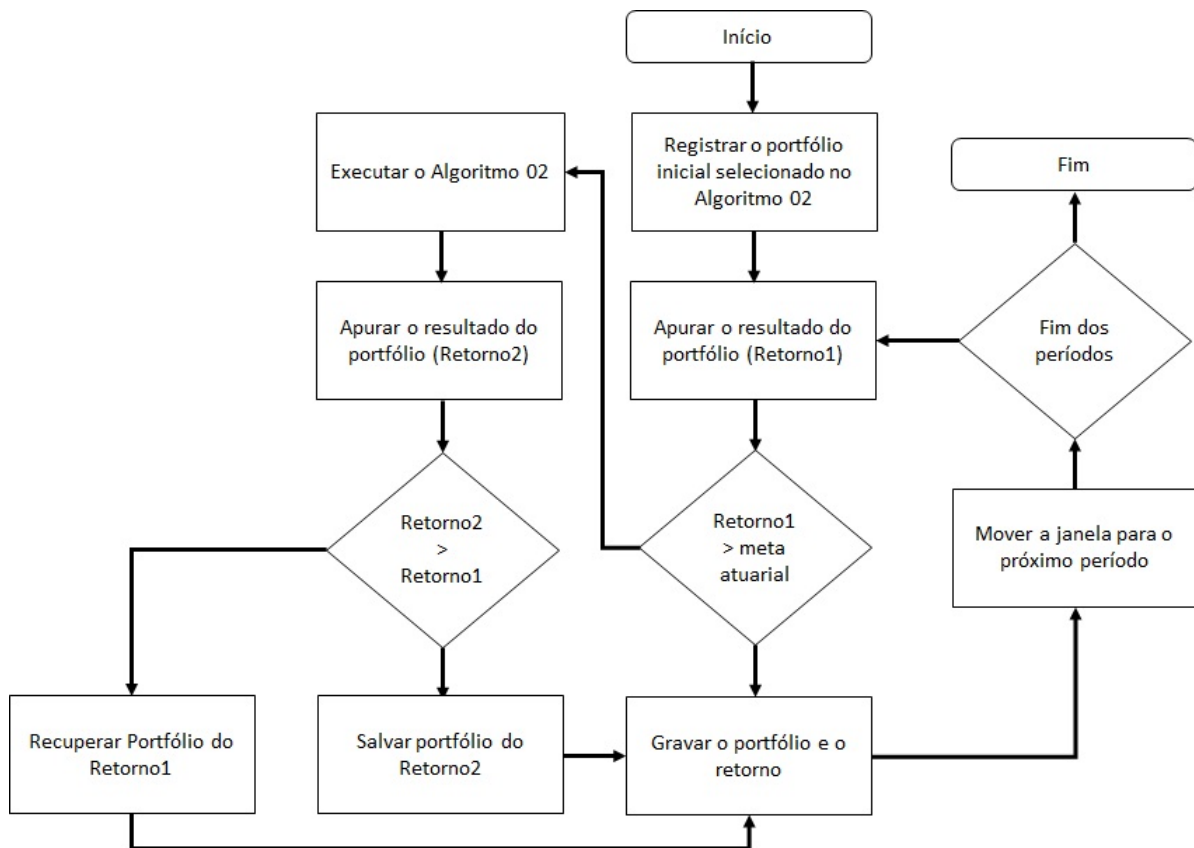 Início
Registrar o portfólio
inicial selecionado no
Algoritmo 02
Executar o Algoritmo 02
Fim
Apurar o resultado do
portfólio (Retorno2)
Apurar o resultado do
portfólio (Retorno1)
Fim dos
períodos
Retorno2
>
Retorno1
Retorno1
> meta
atuarial
Mover a janela para o
próximo período
Recuperar Portfólio do
Retorno1
Salvar portfólio do
Retorno2
Gravar o portfólio e o
retorno